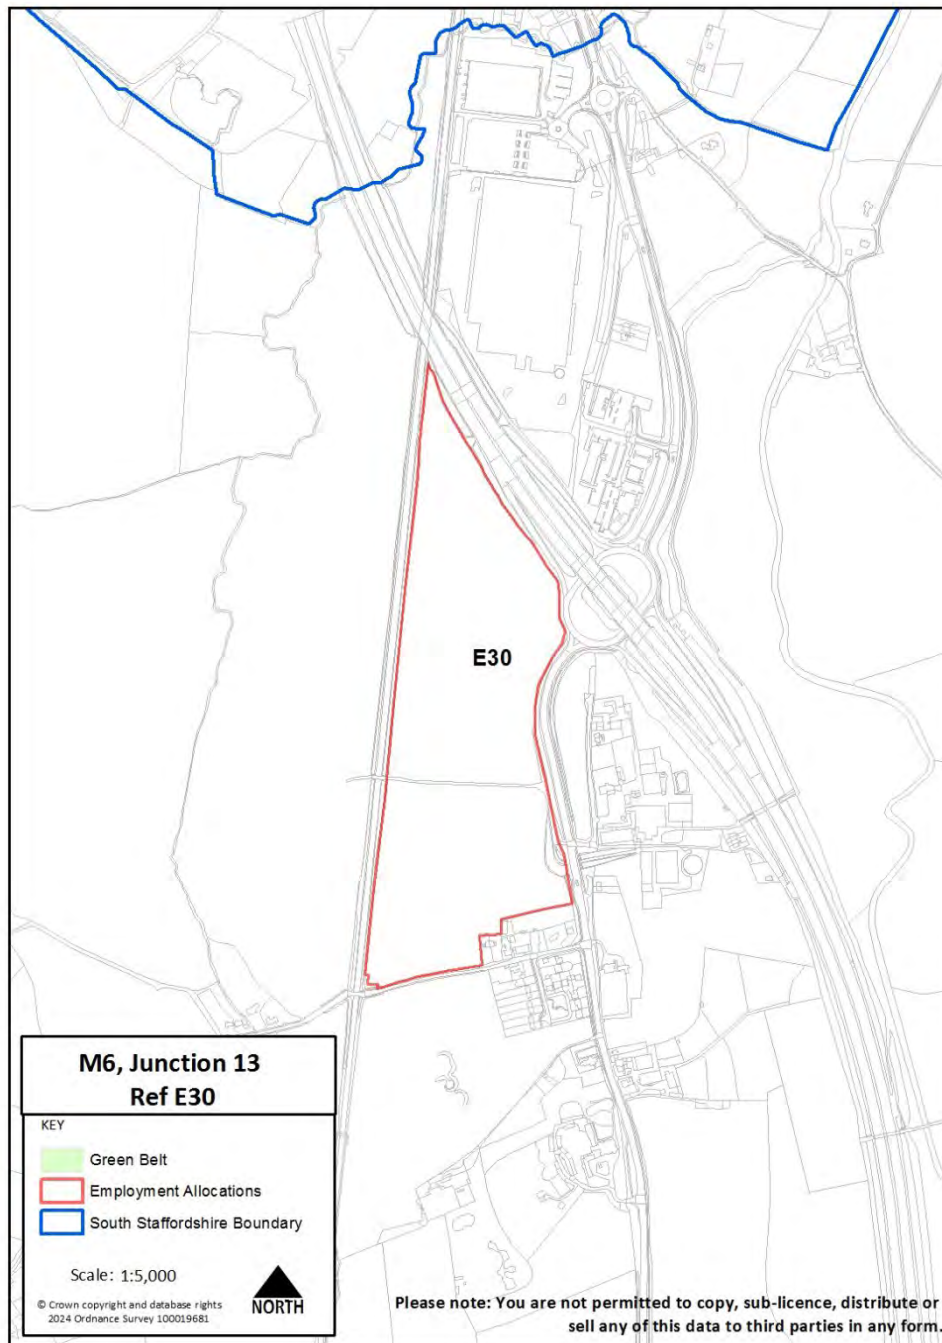 E30
M6, Junction 13
Ref E30
KEY
Green Belt
Employment Allocations
South Staffordshire Boundary
Scale: 1:5,000
© Crown copyright and database rights
2024 Ordnance Survey 100019681
NORTH
Please note: You are not permitted to copy, sub-licence, distribute or
sell any of this data to third parties in any form.